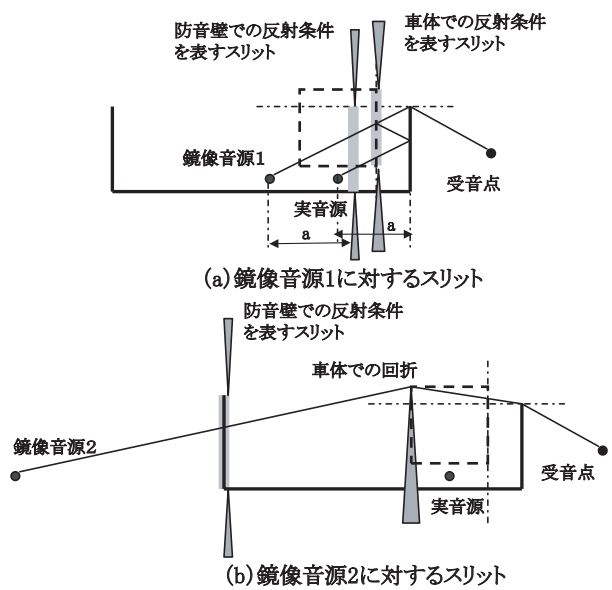 防音壁での反射条件
を表すスリット
車体での反射条件
を表すスリット
鏡像音源1
実音源
受音点
a
a
(a)鏡像音源1に対するスリット
防音壁での反射条件
を表すスリット
車体での回折
鏡像音源2
実音源
受音点
(b)鏡像音源2に対するスリット